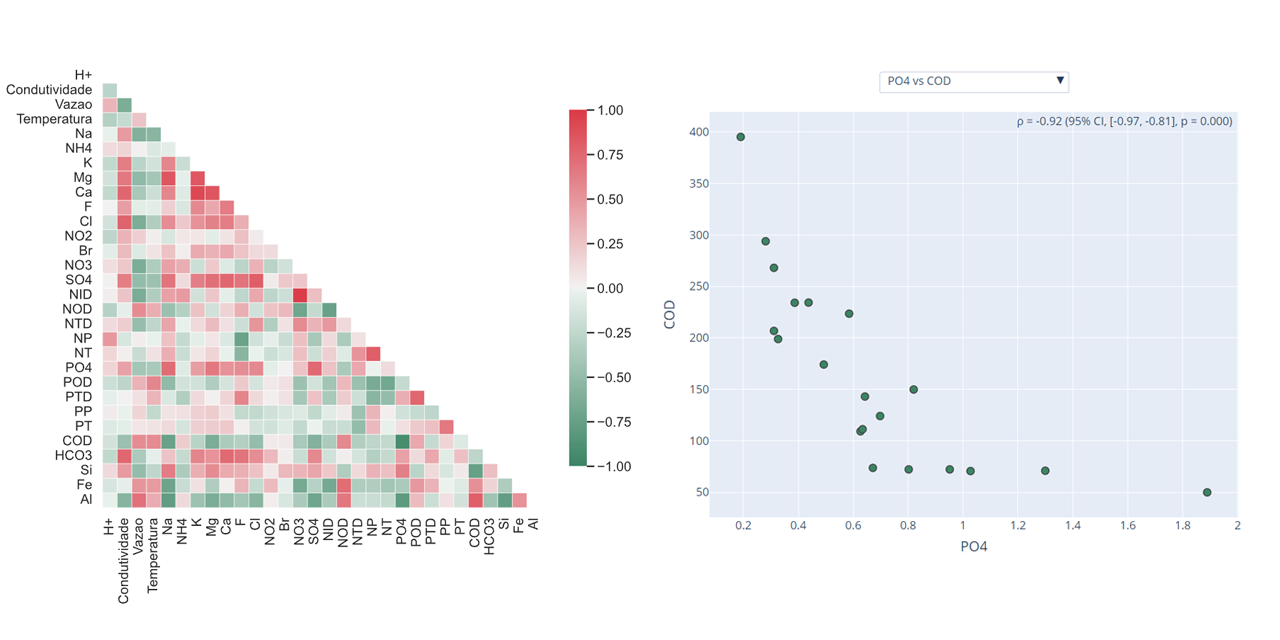 H+
Condutividade
Vazao
Temperatura
Na
NH4
K
Mg
Ca
F
Cl
NO2
Br
NO3
SO4
NID
NOD
NTD
NP
NT
PO4
POD
PTD
PP
PT
COD
HCO3
Si
Fe
Al
H+
Condutividade
Vazao
Temperatura
Na
NH4
K
Mg
Ca
F
Cl
NO2
Br
NO3
SO4
NID
NOD
NTD
NP
NT
PO4
POD
PTD
PP
PT
COD
HCO3
Si
Fe
Al
1.00
0.75
0.50
0.25
0.00
−0.25
−0.50
−0.75
−1.00
PO4 vs COD ▼
ρ = -0.92 (95% CI, [-0.97, -0.81], p = 0.000)
COD
400
350
300
250
200
150
100
50
0.2 0.4 0.6 0.8 1 1.2 1.4 1.6 1.8 2
PO4